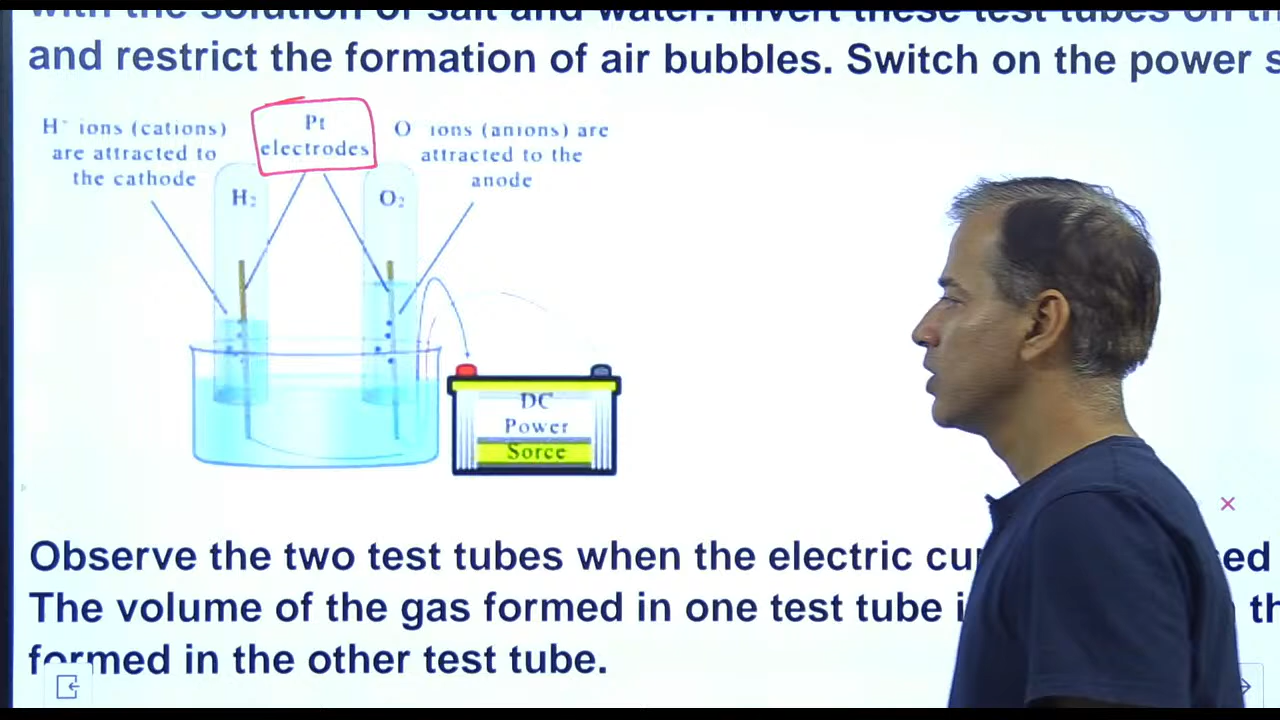 with the solution of salt and water. Invert these test tubes on
and restrict the formation of air bubbles. Switch on the power s
H⁻ ions (cations)
are attracted to
the cathode
Pt
electrodes
O ions (anions) are
attracted to the
anode
H₂
O₂
DC
Power
Sorce
Observe the two test tubes when the electric cu sed
The volume of the gas formed in one test tube i th
formed in the other test tube.